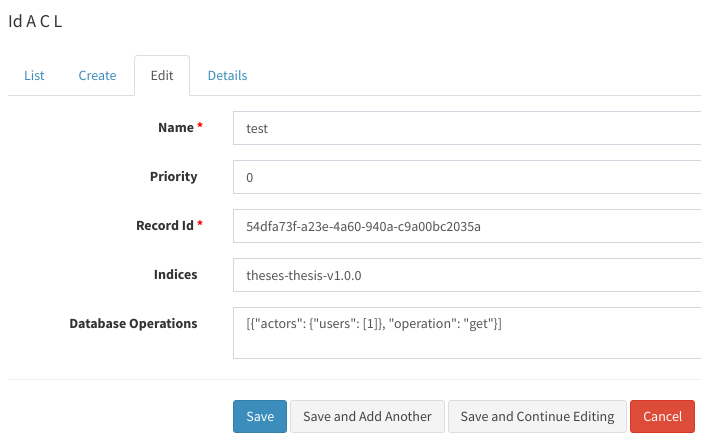 Id A C L
List Create Edit Details
Name * test
Priority 0
Record Id * 54dfa73f-a23e-4a60-940a-c9a00bc2035a
Indices theses-thesis-v1.0.0
Database Operations [{"actors": {"users": [1]}, "operation": "get"}]
Save Save and Add Another Save and Continue Editing Cancel